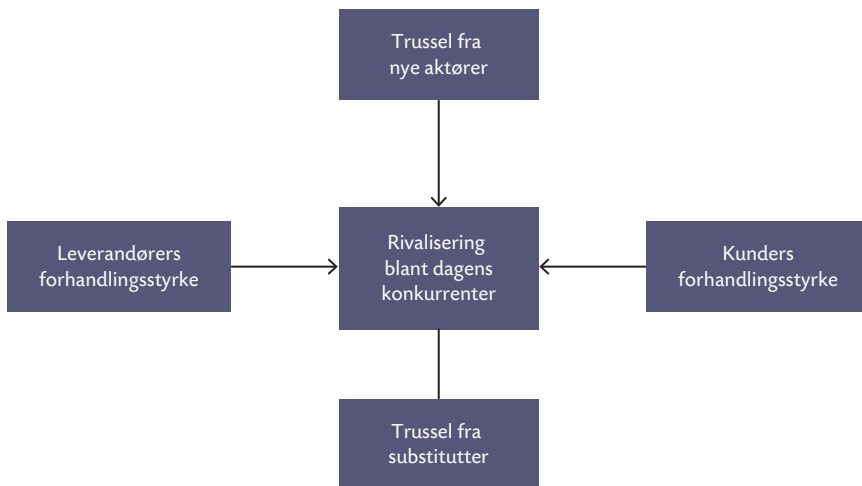 Trussel fra
nye aktører
Leverandørers
forhandlingsstyrke
Rivalisering
blant dagens
konkurrenter
Kunders
forhandlingsstyrke
Trussel fra
substitutter